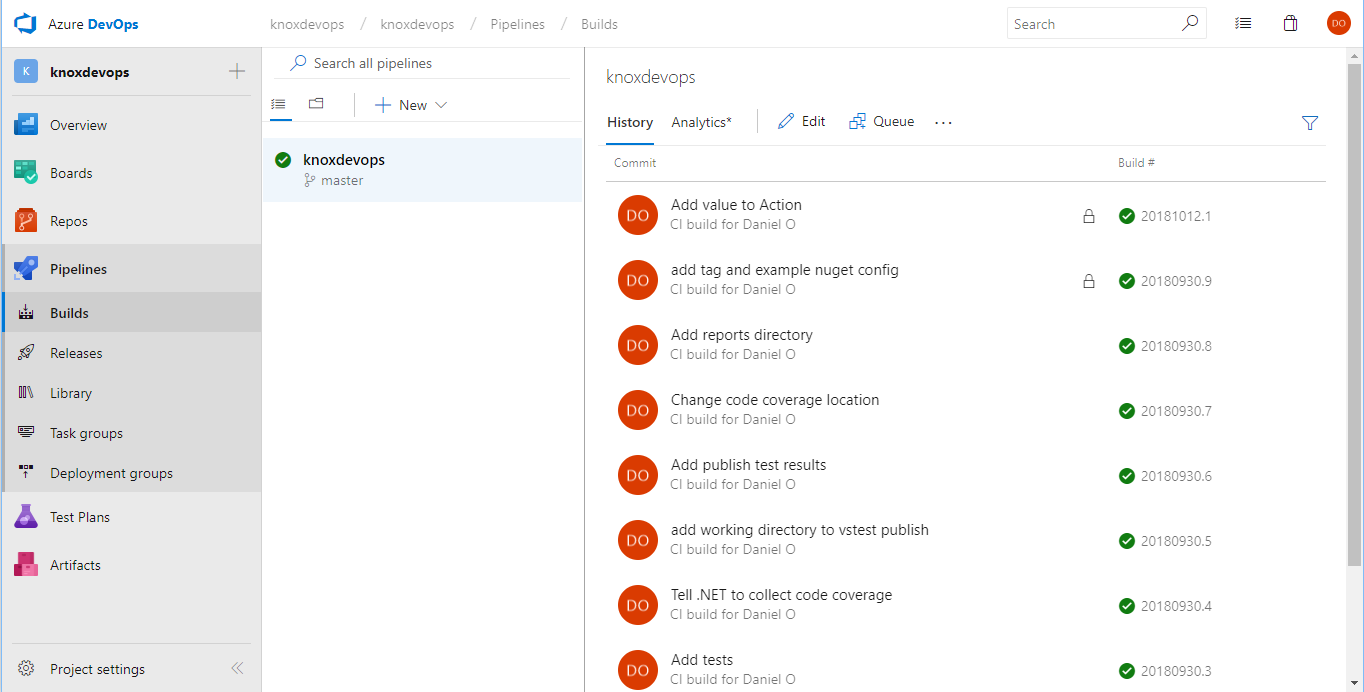 Azure DevOps
knoxdevops / knoxdevops / Pipelines / Builds
Search
DO
K
knoxdevops
Overview
Boards
Repos
Pipelines
Builds
Releases
Library
Task groups
Deployment groups
Test Plans
Artifacts
Project settings
Search all pipelines
New
knoxdevops
master
knoxdevops
History
Analytics*
Edit
Queue
...
Commit
Build #
DO
Add value to Action
CI build for Daniel O
20181012.1
DO
add tag and example nuget config
CI build for Daniel O
20180930.9
DO
Add reports directory
CI build for Daniel O
20180930.8
DO
Change code coverage location
CI build for Daniel O
20180930.7
DO
Add publish test results
CI build for Daniel O
20180930.6
DO
add working directory to vstest publish
CI build for Daniel O
20180930.5
DO
Tell .NET to collect code coverage
CI build for Daniel O
20180930.4
DO
Add tests
CI build for Daniel O
20180930.3